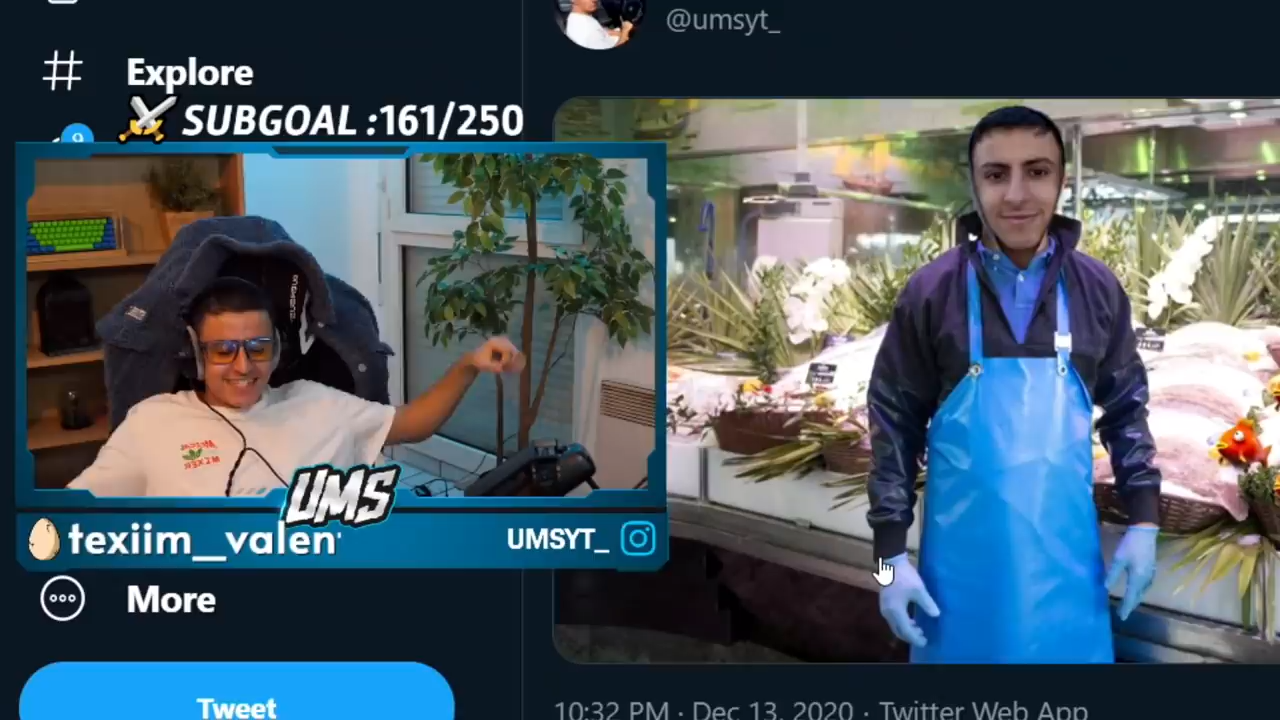 @umsyt_
Explore
SUBGOAL :161/250
9
UMS
texiim_valen
UMSYT_
More
Tweet
10:32 PM · Dec 13, 2020 · Twitter Web App